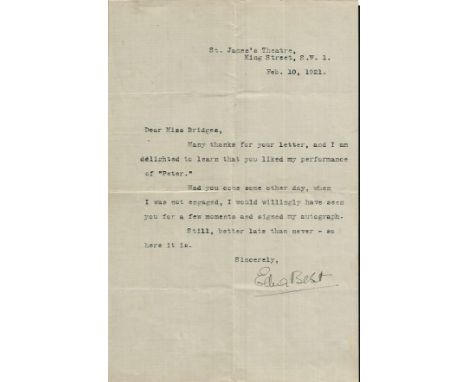 St. James's Theatre,
King Street, S.W. 1.
Feb. 10, 1921.
Dear Miss Bridges,
Many thanks for your letter, and I am
delighted to learn that you liked my performance
of "Peter."
Had you come some other day, when
I was not engaged, I would willingly have seen
you for a few moments and signed my autograph.
Still, better late than never - so
here it is.
Sincerely,
Edna Best